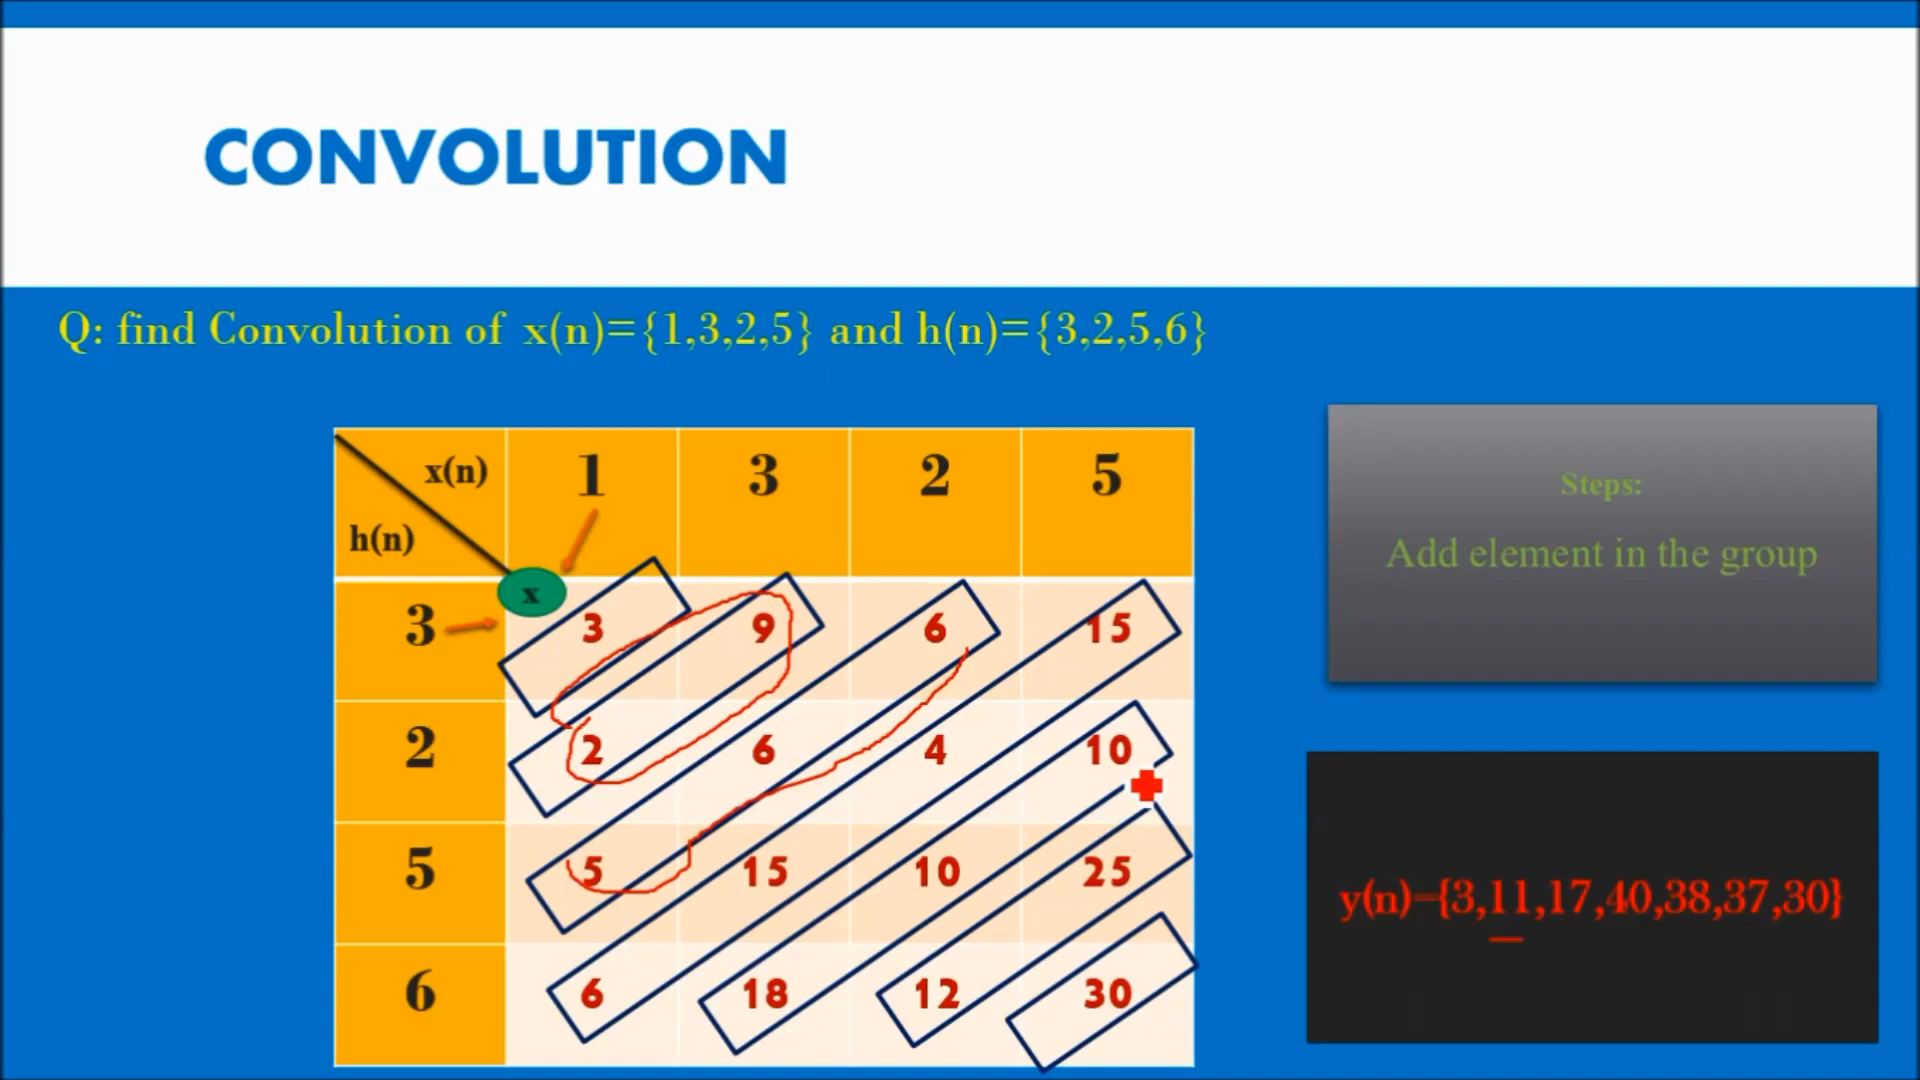 CONVOLUTION
Q: find Convolution of x(n)={1,3,2,5} and h(n)={3,2,5,6}
x(n) 1 3 2 5
h(n)
x
3 3 9 6 15
2 2 6 4 10
5 5 15 10 25
6 6 18 12 30
Steps:
Add element in the group
y(n)={3,11,17,40,38,37,30}